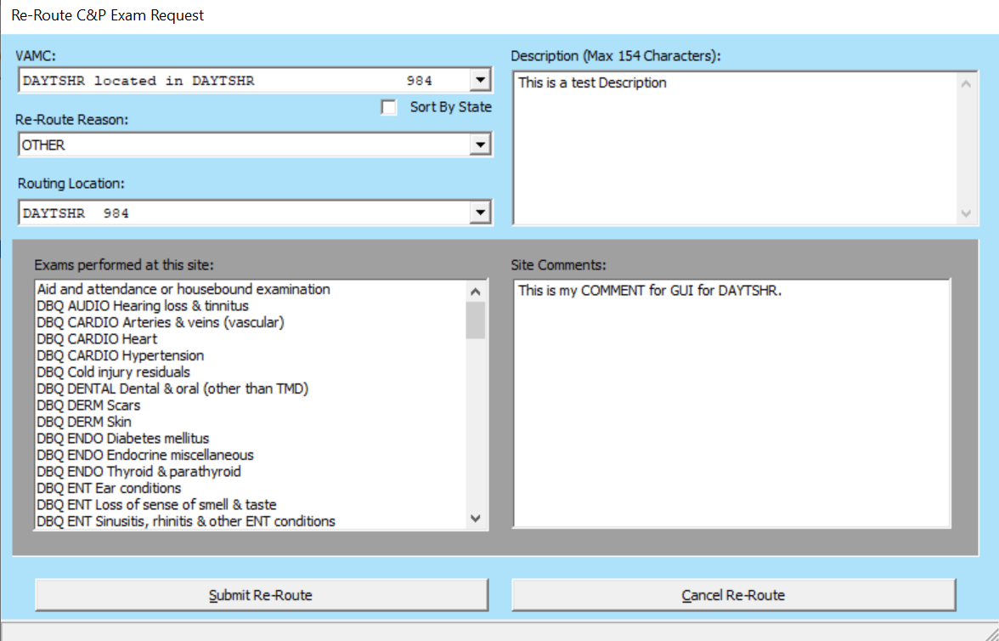 Re-Route C&P Exam Request
VAMC:
DAYTSHR located in DAYTSHR 984
Sort By State
Re-Route Reason:
OTHER
Routing Location:
DAYTSHR 984
Description (Max 154 Characters):
This is a test Description
Exams performed at this site:
Aid and attendance or housebound examination
DBQ AUDIO Hearing loss & tinnitus
DBQ CARDIO Arteries & veins (vascular)
DBQ CARDIO Heart
DBQ CARDIO Hypertension
DBQ Cold injury residuals
DBQ DENTAL Dental & oral (other than TMD)
DBQ DERM Scars
DBQ DERM Skin
DBQ ENDO Diabetes mellitus
DBQ ENDO Endocrine miscellaneous
DBQ ENDO Thyroid & parathyroid
DBQ ENT Ear conditions
DBQ ENT Loss of sense of smell & taste
DBQ ENT Sinusitis, rhinitis & other ENT conditions
Site Comments:
This is my COMMENT for GUI for DAYTSHR.
Submit Re-Route
Cancel Re-Route